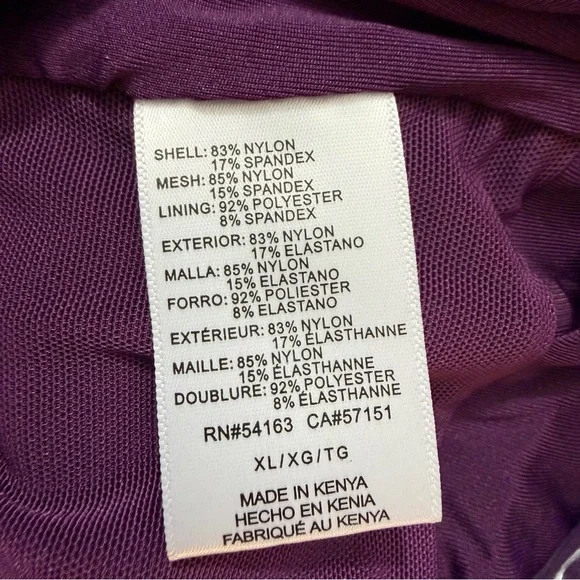 SHELL: 83% NYLON
17% SPANDEX
MESH: 85% NYLON
15% SPANDEX
LINING: 92% POLYESTER
8% SPANDEX
EXTERIOR: 83% NYLON
17% ELASTANO
MALLA: 85% NYLON
15% ELASTANO
FORRO: 92% POLIESTER
8% ELASTANO
EXTÉRIEUR: 83% NYLON
17% ÉLASTHANNE
MAILLE: 85% NYLON
15% ÉLASTHANNE
DOUBLURE: 92% POLYESTER
8% ÉLASTHANNE
RN#54163 CA#57151
XL/XG/TG
MADE IN KENYA
HECHO EN KENIA
FABRIQUÉ AU KENYA